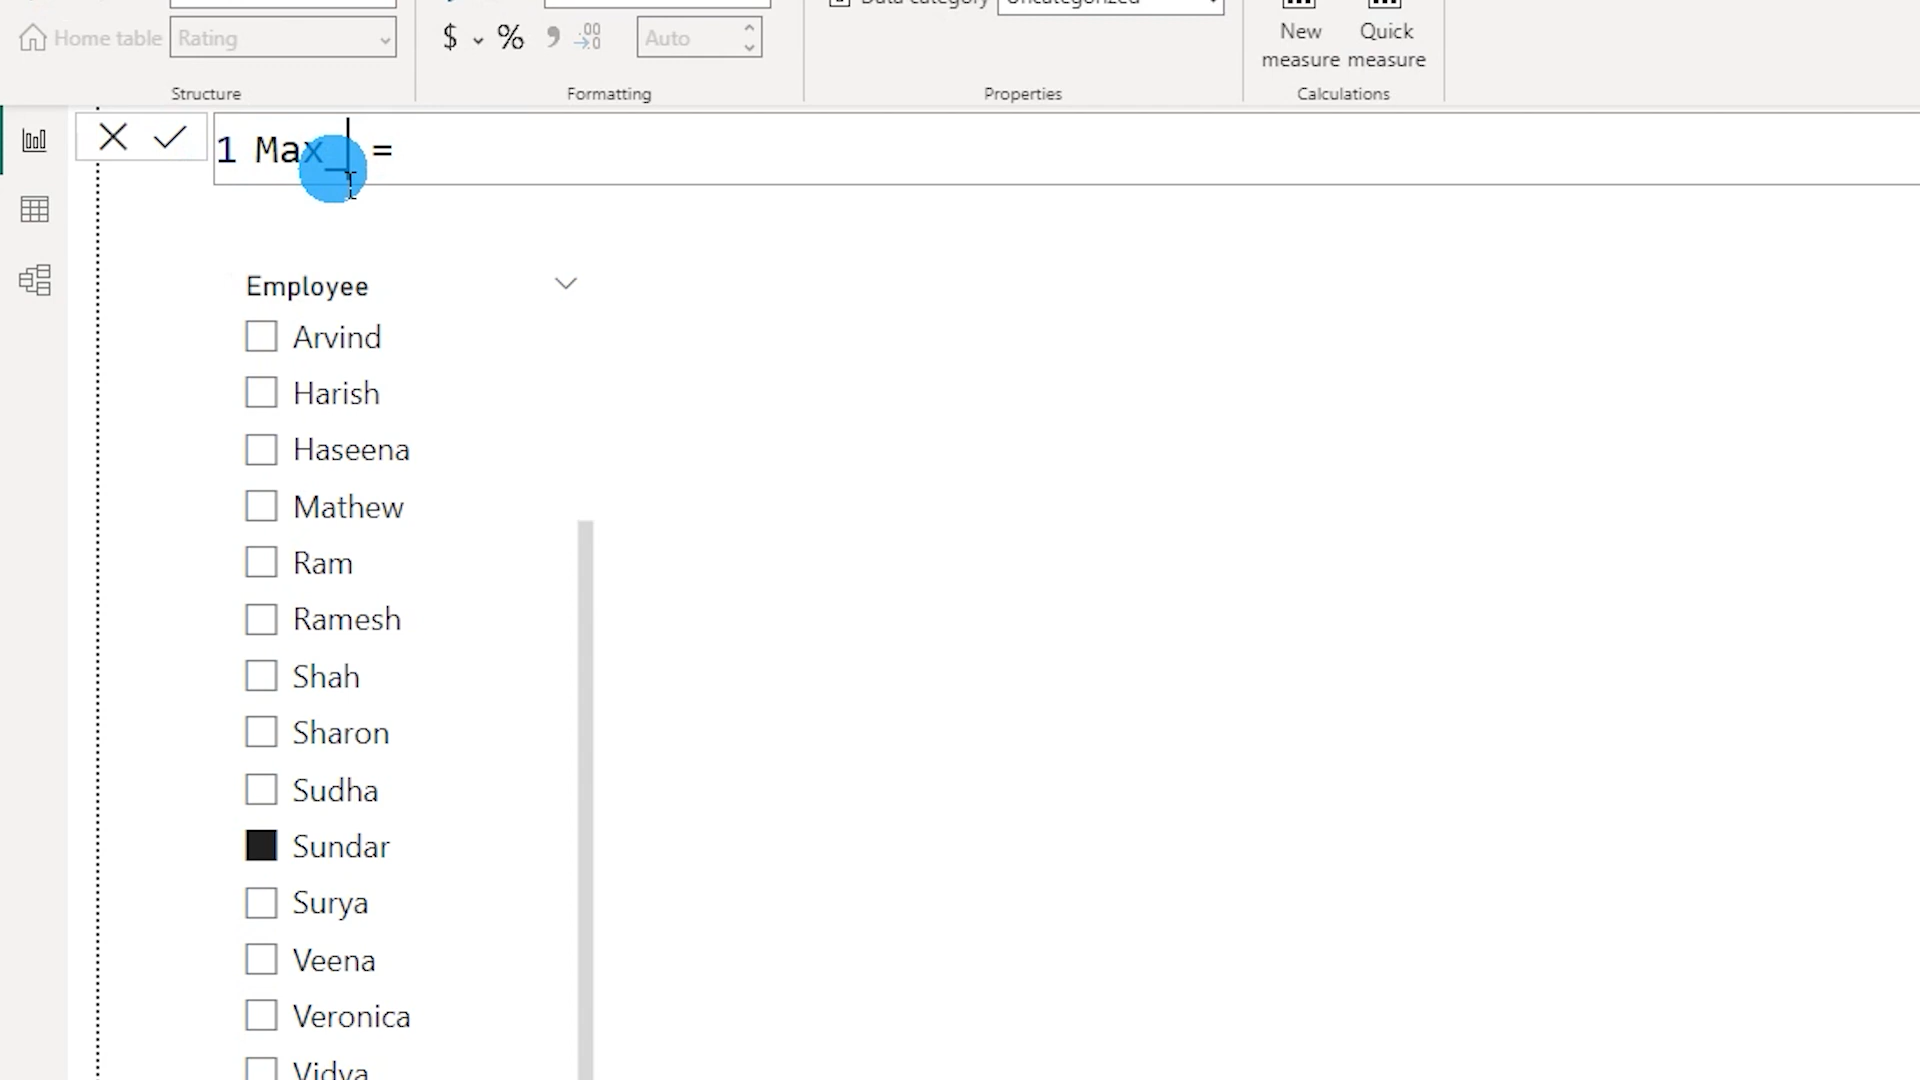 Home table Rating $ % Auto New measure Quick measure
Structure Formatting Properties Calculations
1 Max_ =
Employee
Arvind
Harish
Haseena
Mathew
Ram
Ramesh
Shah
Sharon
Sudha
Sundar
Surya
Veena
Veronica
Vidya